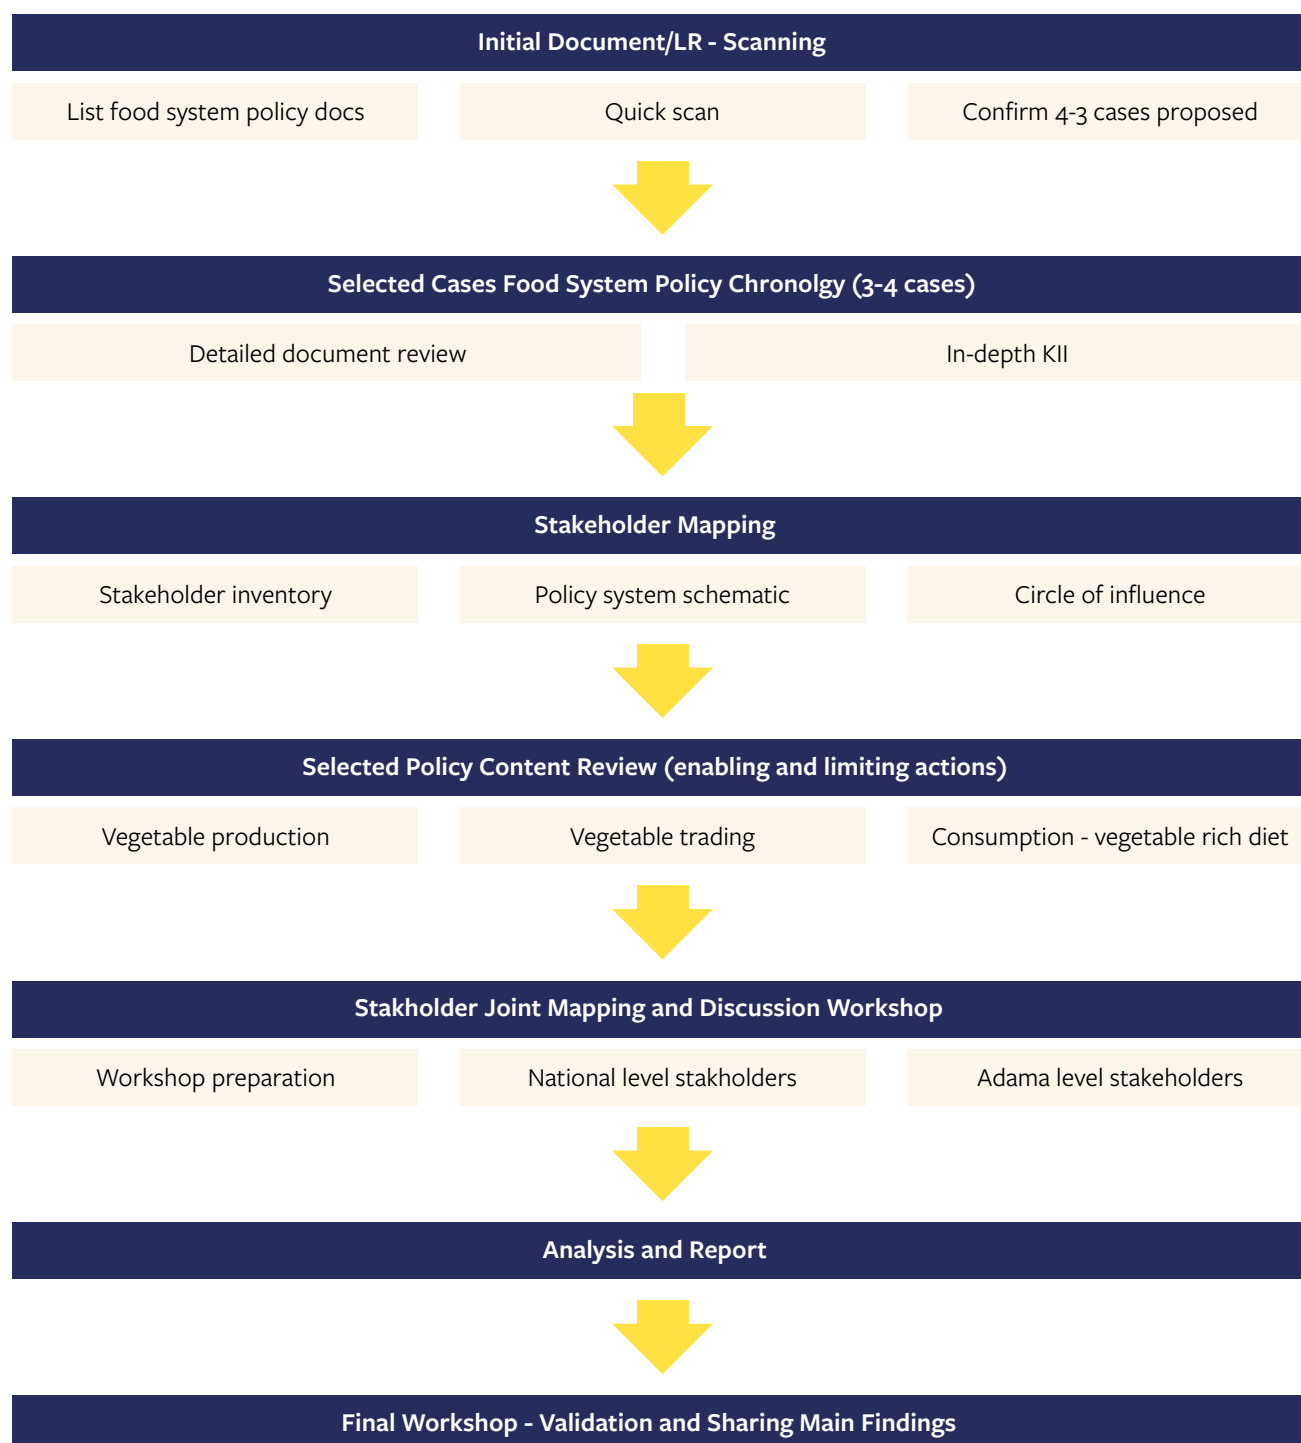 Initial Document/LR - Scanning
List food system policy docs
Quick scan
Confirm 4-3 cases proposed
Selected Cases Food System Policy Chronolgy (3-4 cases)
Detailed document review
In-depth KII
Stakeholder Mapping
Stakeholder inventory
Policy system schematic
Circle of influence
Selected Policy Content Review (enabling and limiting actions)
Vegetable production
Vegetable trading
Consumption - vegetable rich diet
Stakholder Joint Mapping and Discussion Workshop
Workshop preparation
National level stakholders
Adama level stakeholders
Analysis and Report
Final Workshop - Validation and Sharing Main Findings